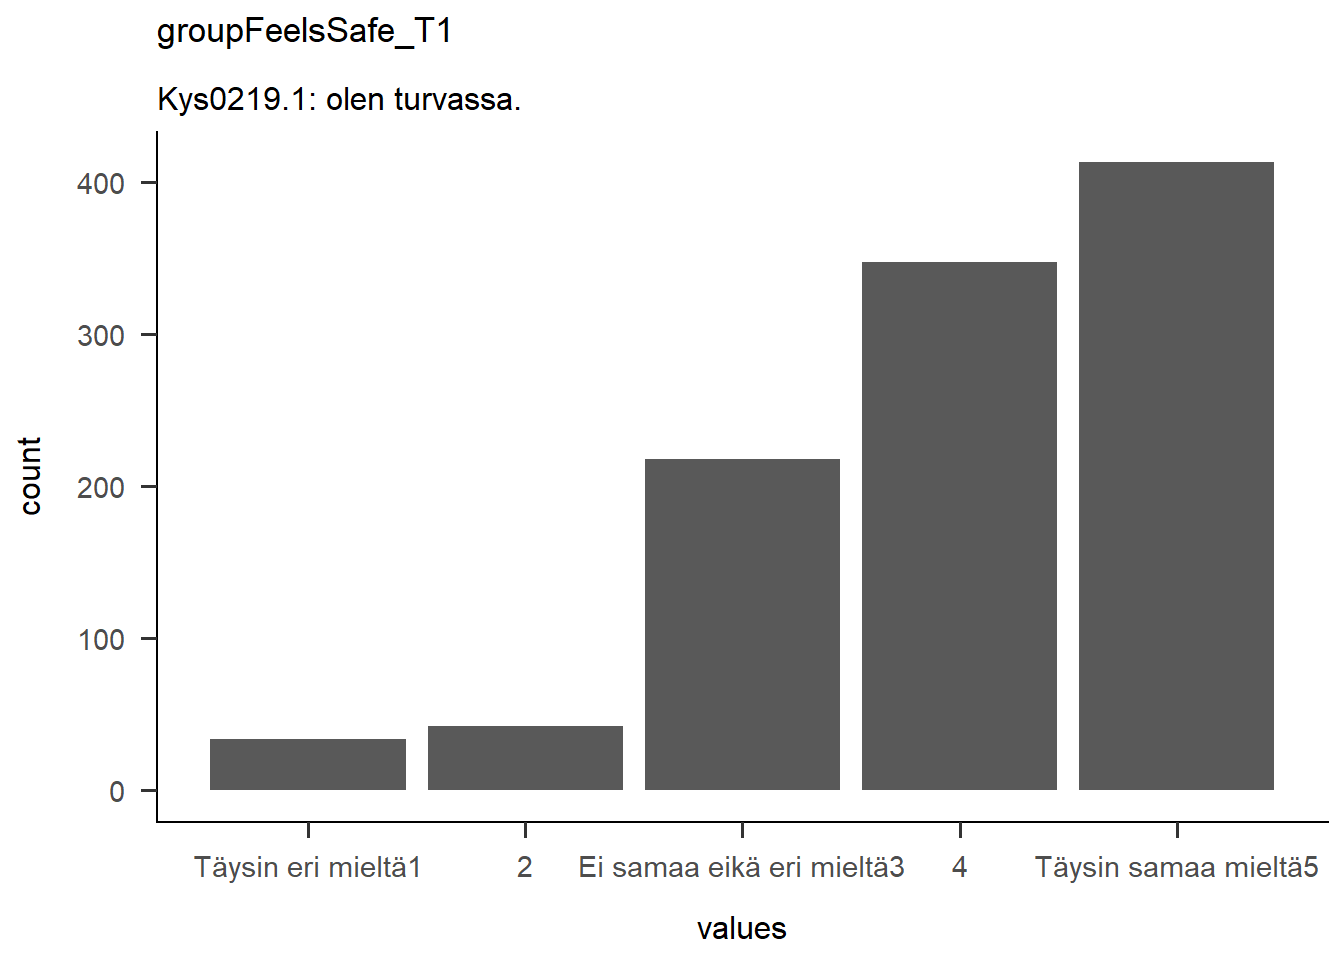 groupFeelsSafe_T1
Kys0219.1: olen turvassa.
400
300
200
100
0
count
Täysin eri mieltä1
2
Ei samaa eikä eri mieltä3
4
Täysin samaa mieltä5
values